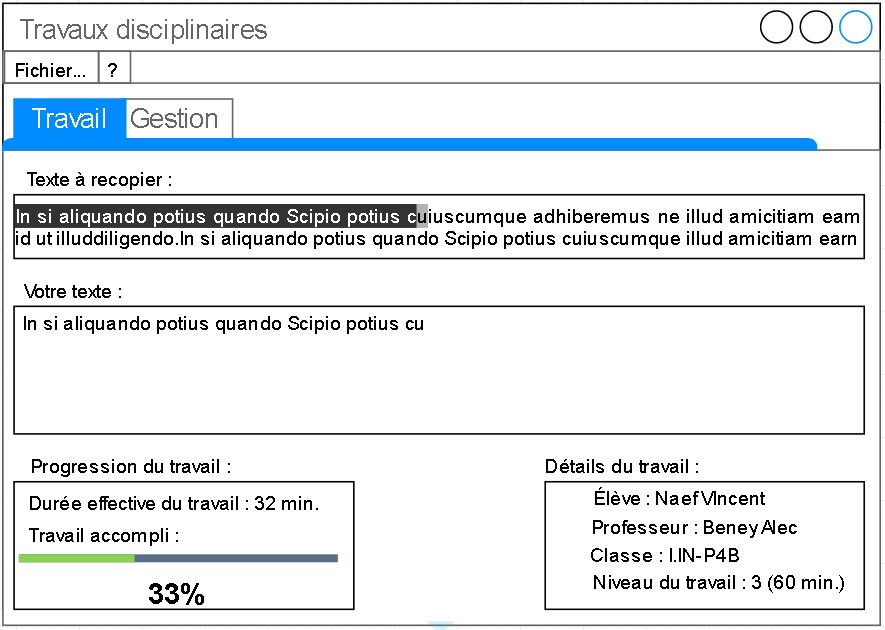 Travaux disciplinaires
Fichier... ?
Travail Gestion
Texte à recopier :
In si aliquando potius quando Scipio potius cuiuscumque adhiberemus ne illud amicitiam eam
id ut illuddiligendo.In si aliquando potius quando Scipio potius cuiuscumque illud amicitiam earn
Votre texte :
In si aliquando potius quando Scipio potius cu
Progression du travail :
Durée effective du travail : 32 min.
Travail accompli :
33%
Détails du travail :
Élève : Naef VIncent
Professeur : Beney Alec
Classe : I.IN-P4B
Niveau du travail : 3 (60 min.)